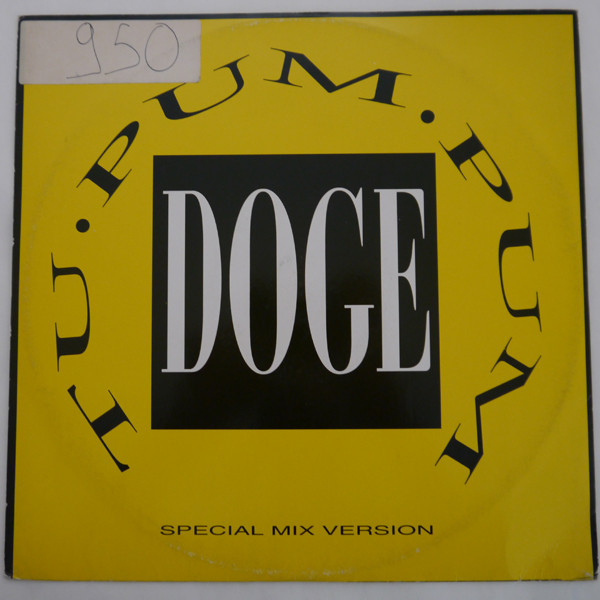 950
TU.PUM.PUM
DOGE
SPECIAL MIX VERSION